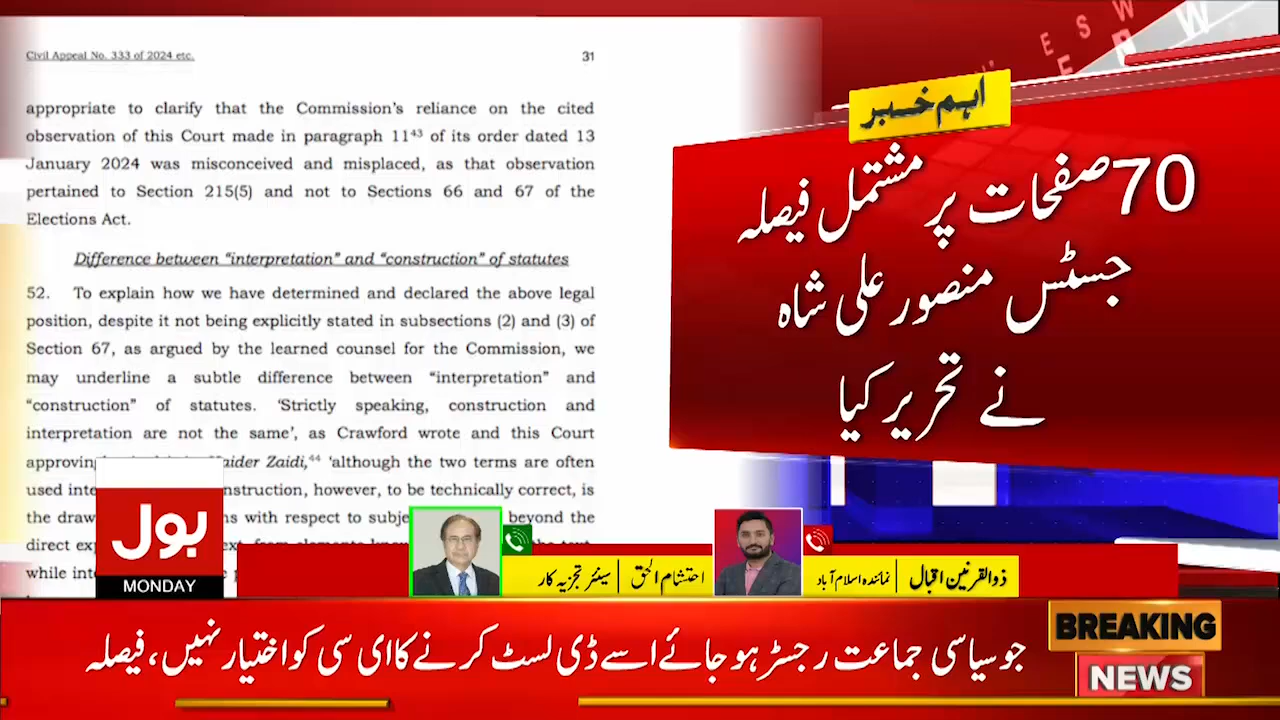 Civil Appeal No. 333 of 2024 etc. 31
appropriate to clarify that the Commission's reliance on the cited
observation of this Court made in paragraph 11⁴³ of its order dated 13
January 2024 was misconceived and misplaced, as that observation
pertained to Section 215(5) and not to Sections 66 and 67 of the
Elections Act.
Difference between "interpretation" and "construction" of statutes
52. To explain how we have determined and declared the above legal
position, despite it not being explicitly stated in subsections (2) and (3) of
Section 67, as argued by the learned counsel for the Commission, we
may underline a subtle difference between "interpretation" and
"construction" of statutes. 'Strictly speaking, construction and
interpretation are not the same', as Crawford wrote and this Court
Haider Zaidi,⁴⁴ 'although the two terms are often
used construction, however, to be technically correct, is
the with respect to beyond the
direct
while
اہم خبر
70 صفحات پر مشتمل فیصلہ
جسٹس منصور علی شاہ
نے تحریر کیا
بول
MONDAY
ذوالقرنین اقبال نمائندہ اسلام آباد
احتشام الحق سینئر تجزیہ کار
BREAKING
NEWS
جو سیاسی جماعت رجسٹر ہو جائے اسے ڈی لسٹ کرنے کا ای سی کو اختیار نہیں، فیصلہ